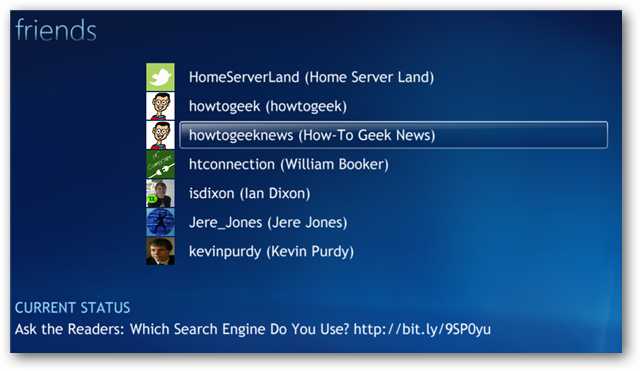 friends
HomeServerLand (Home Server Land)
howtogeek (howtogeek)
howtogeeknews (How-To Geek News)
htconnection (William Booker)
isdixon (Ian Dixon)
Jere_Jones (Jere Jones)
kevinpurdy (Kevin Purdy)
CURRENT STATUS
Ask the Readers: Which Search Engine Do You Use? http://bit.ly/9SP0yu